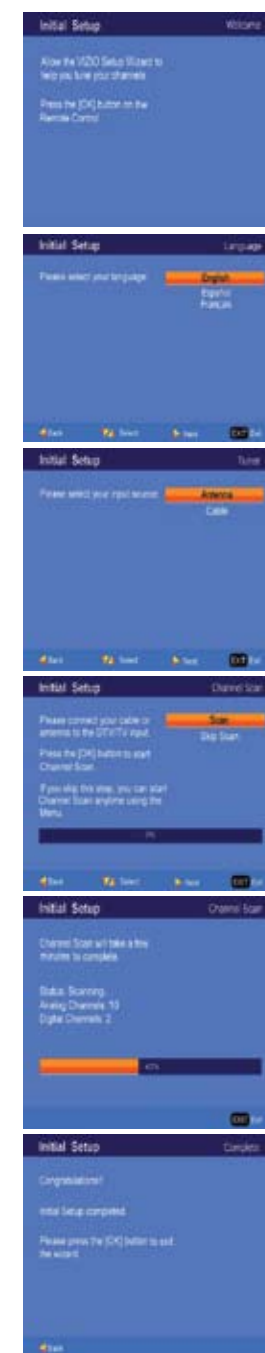 Initial Setup Welcome
Allow the VIZIO Setup Wizard to
help you tune your channels
Press the [OK] button on the
Remote Control
Initial Setup Language
Please select your language English
Español
Français
Back Select Next EXIT Exit
Initial Setup Tuner
Please select your input source Antenna
Cable
Back Select Next EXIT Exit
Initial Setup Channel Scan
Please connect your cable or Scan
antenna to the DTV/TV input. Skip Scan
Press the [OK] button to start
Channel Scan.
If you skip this step, you can start
Channel Scan anytime using the
Menu.
Back Select Next EXIT Exit
Initial Setup Channel Scan
Channel Scan will take a few
minutes to complete.
Status: Scanning...
Analog Channels: 10
Digital Channels: 2
EXIT Exit
Initial Setup Complete
Congratulations!
Initial Setup completed.
Please press the [OK] button to exit
the wizard.
Back